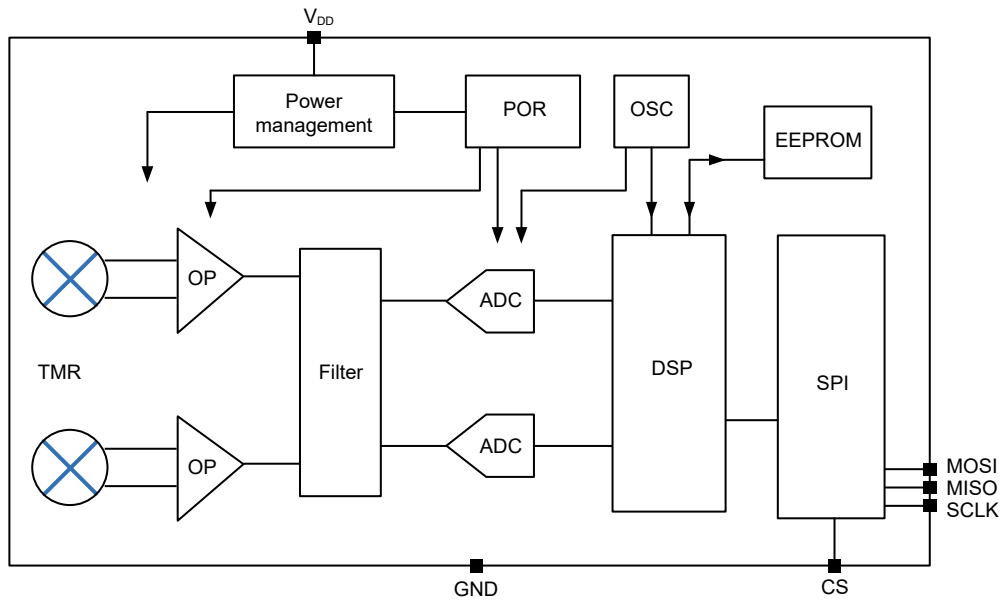 VDD
Power
management
POR
OSC
EEPROM
OP
ADC
TMR
Filter
DSP
SPI
OP
ADC
MOSI
MISO
SCLK
GND
CS